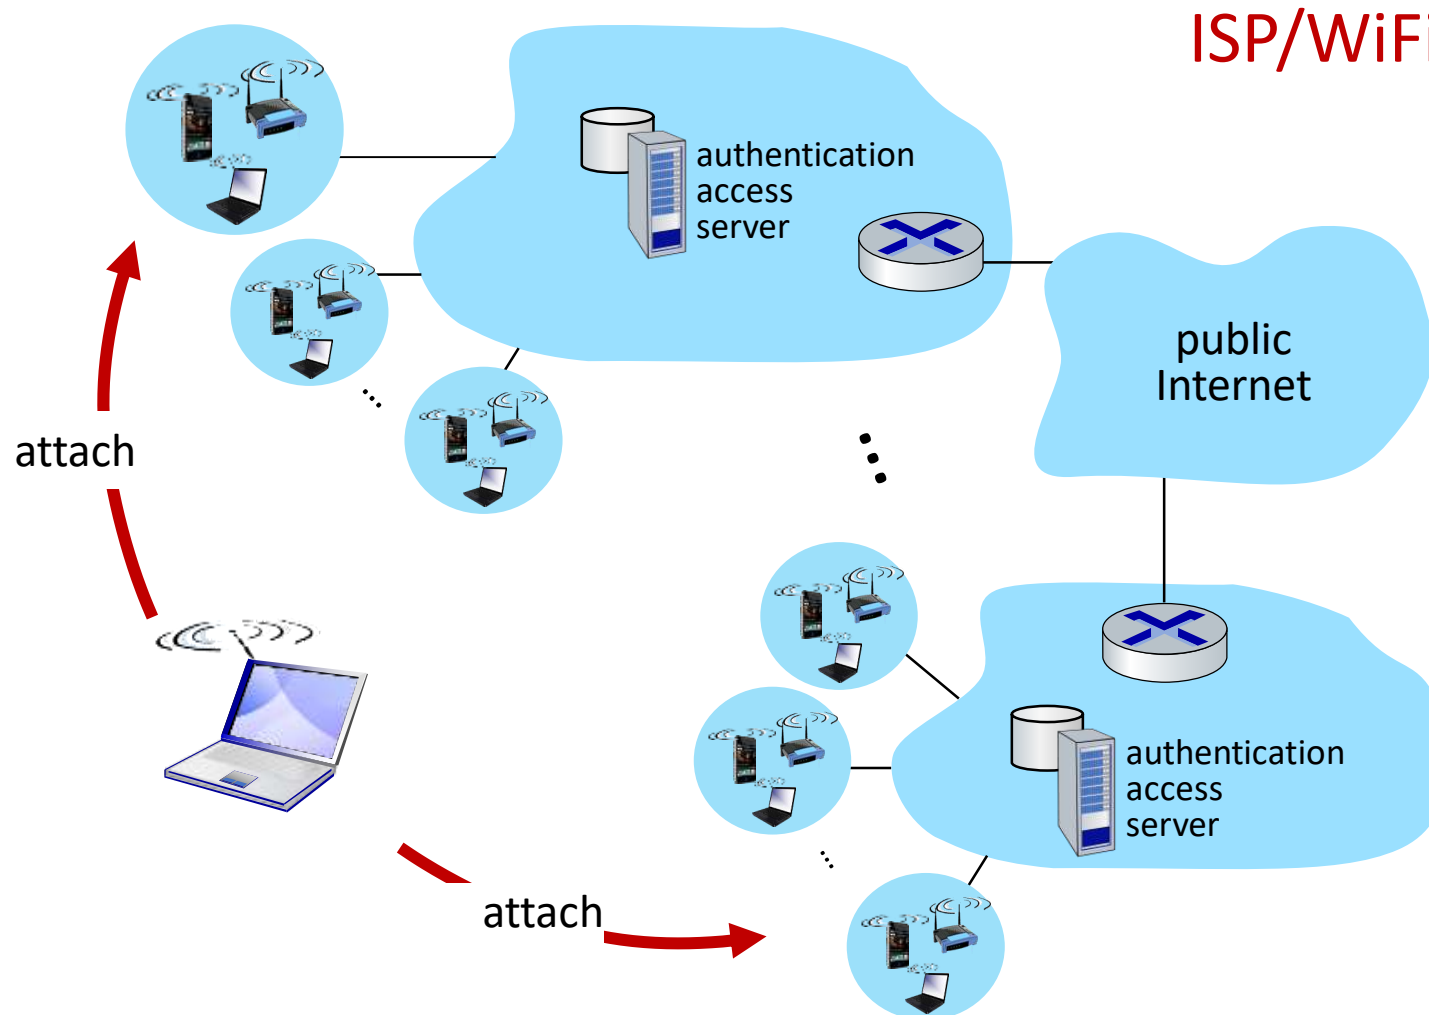 ISP/WiFi
authentication
access
server
public
Internet
attach
authentication
access
server
attach